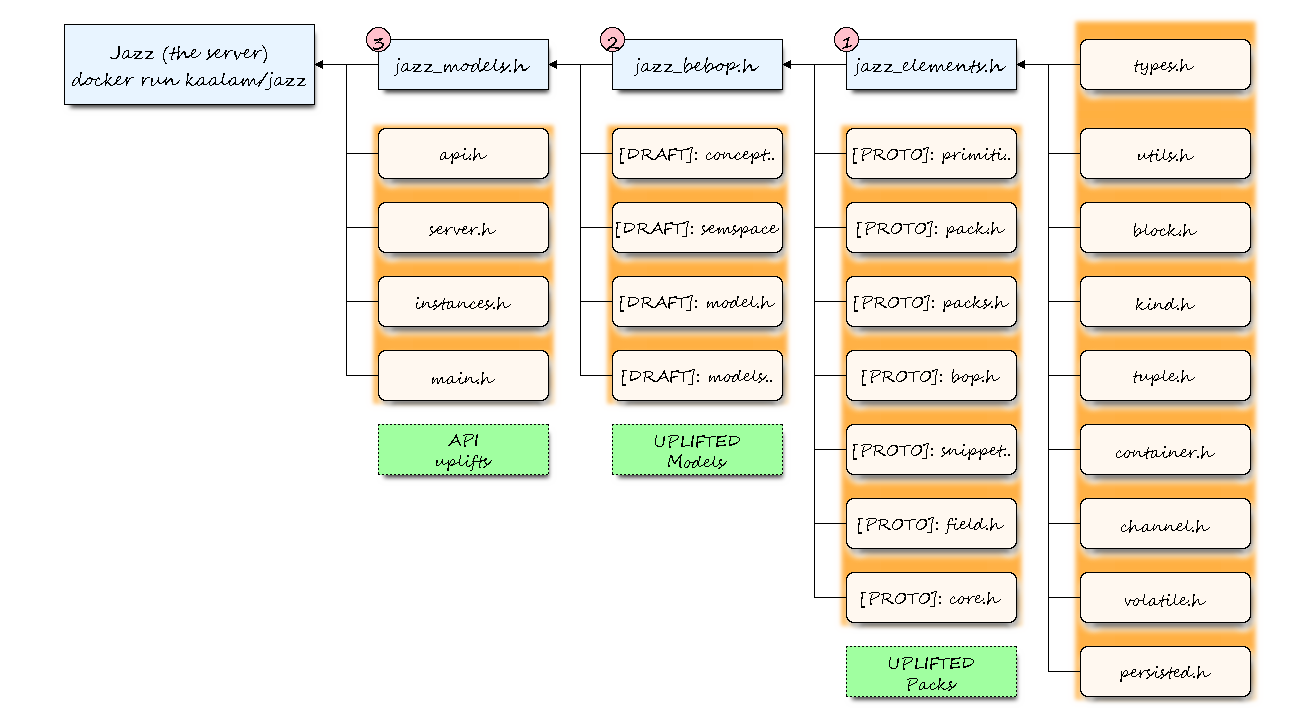 Jazz (the server)
docker run kaalam/jazz
3
jazz_models.h
api.h
server.h
instances.h
main.h
API
uplifts
2
jazz_bebop.h
[DRAFT]: concept..
[DRAFT]: semspace
[DRAFT]: model.h
[DRAFT]: models..
UPLIFTED
Models
1
jazz_elements.h
[PROTO]: primiti..
[PROTO]: pack.h
[PROTO]: packs.h
[PROTO]: bop.h
[PROTO]: snippet..
[PROTO]: field.h
[PROTO]: core.h
UPLIFTED
Packs
types.h
utils.h
block.h
kind.h
tuple.h
container.h
channel.h
volatile.h
persisted.h